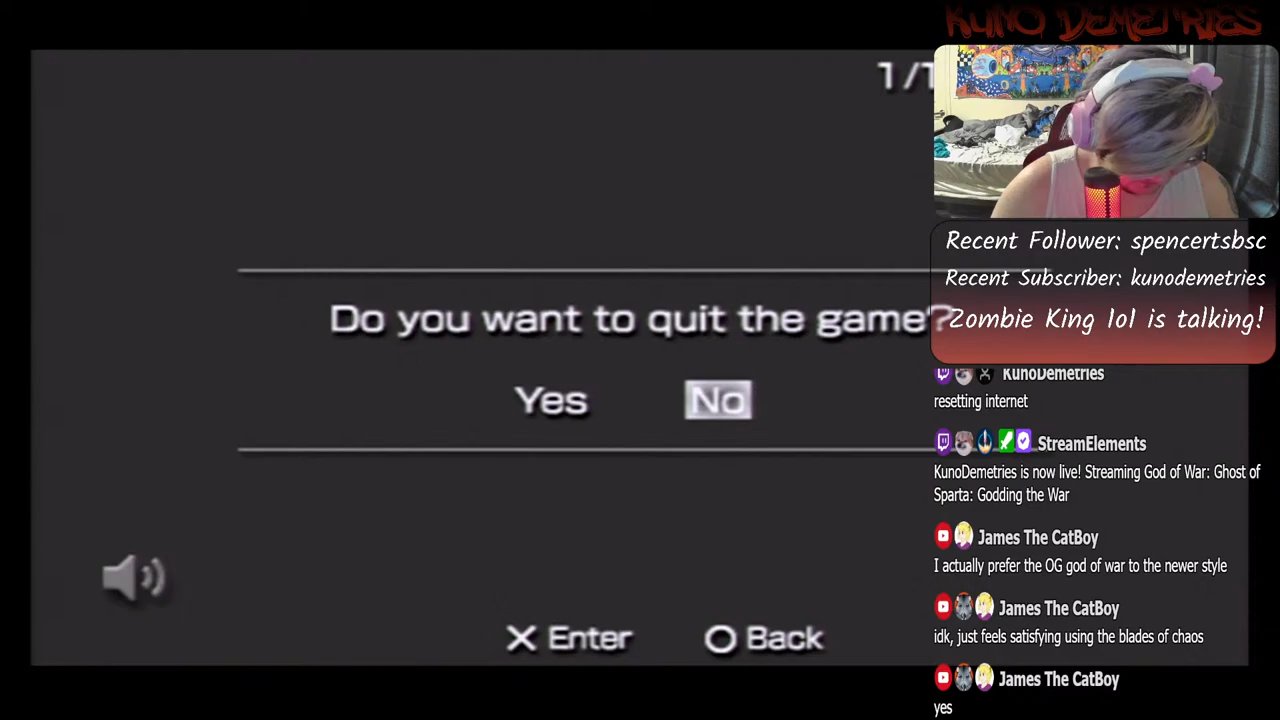 KUNO DEMETRIES
1/1
Recent Follower: spencertsbsc
Recent Subscriber: kunodemetries
Zombie King lol is talking!
Do you want to quit the game?
Yes No
X Enter O Back
KunoDemetries
resetting internet
StreamElements
KunoDemetries is now live! Streaming God of War: Ghost of
Sparta: Godding the War
James The CatBoy
I actually prefer the OG god of war to the newer style
James The CatBoy
idk, just feels satisfying using the blades of chaos
James The CatBoy
yes